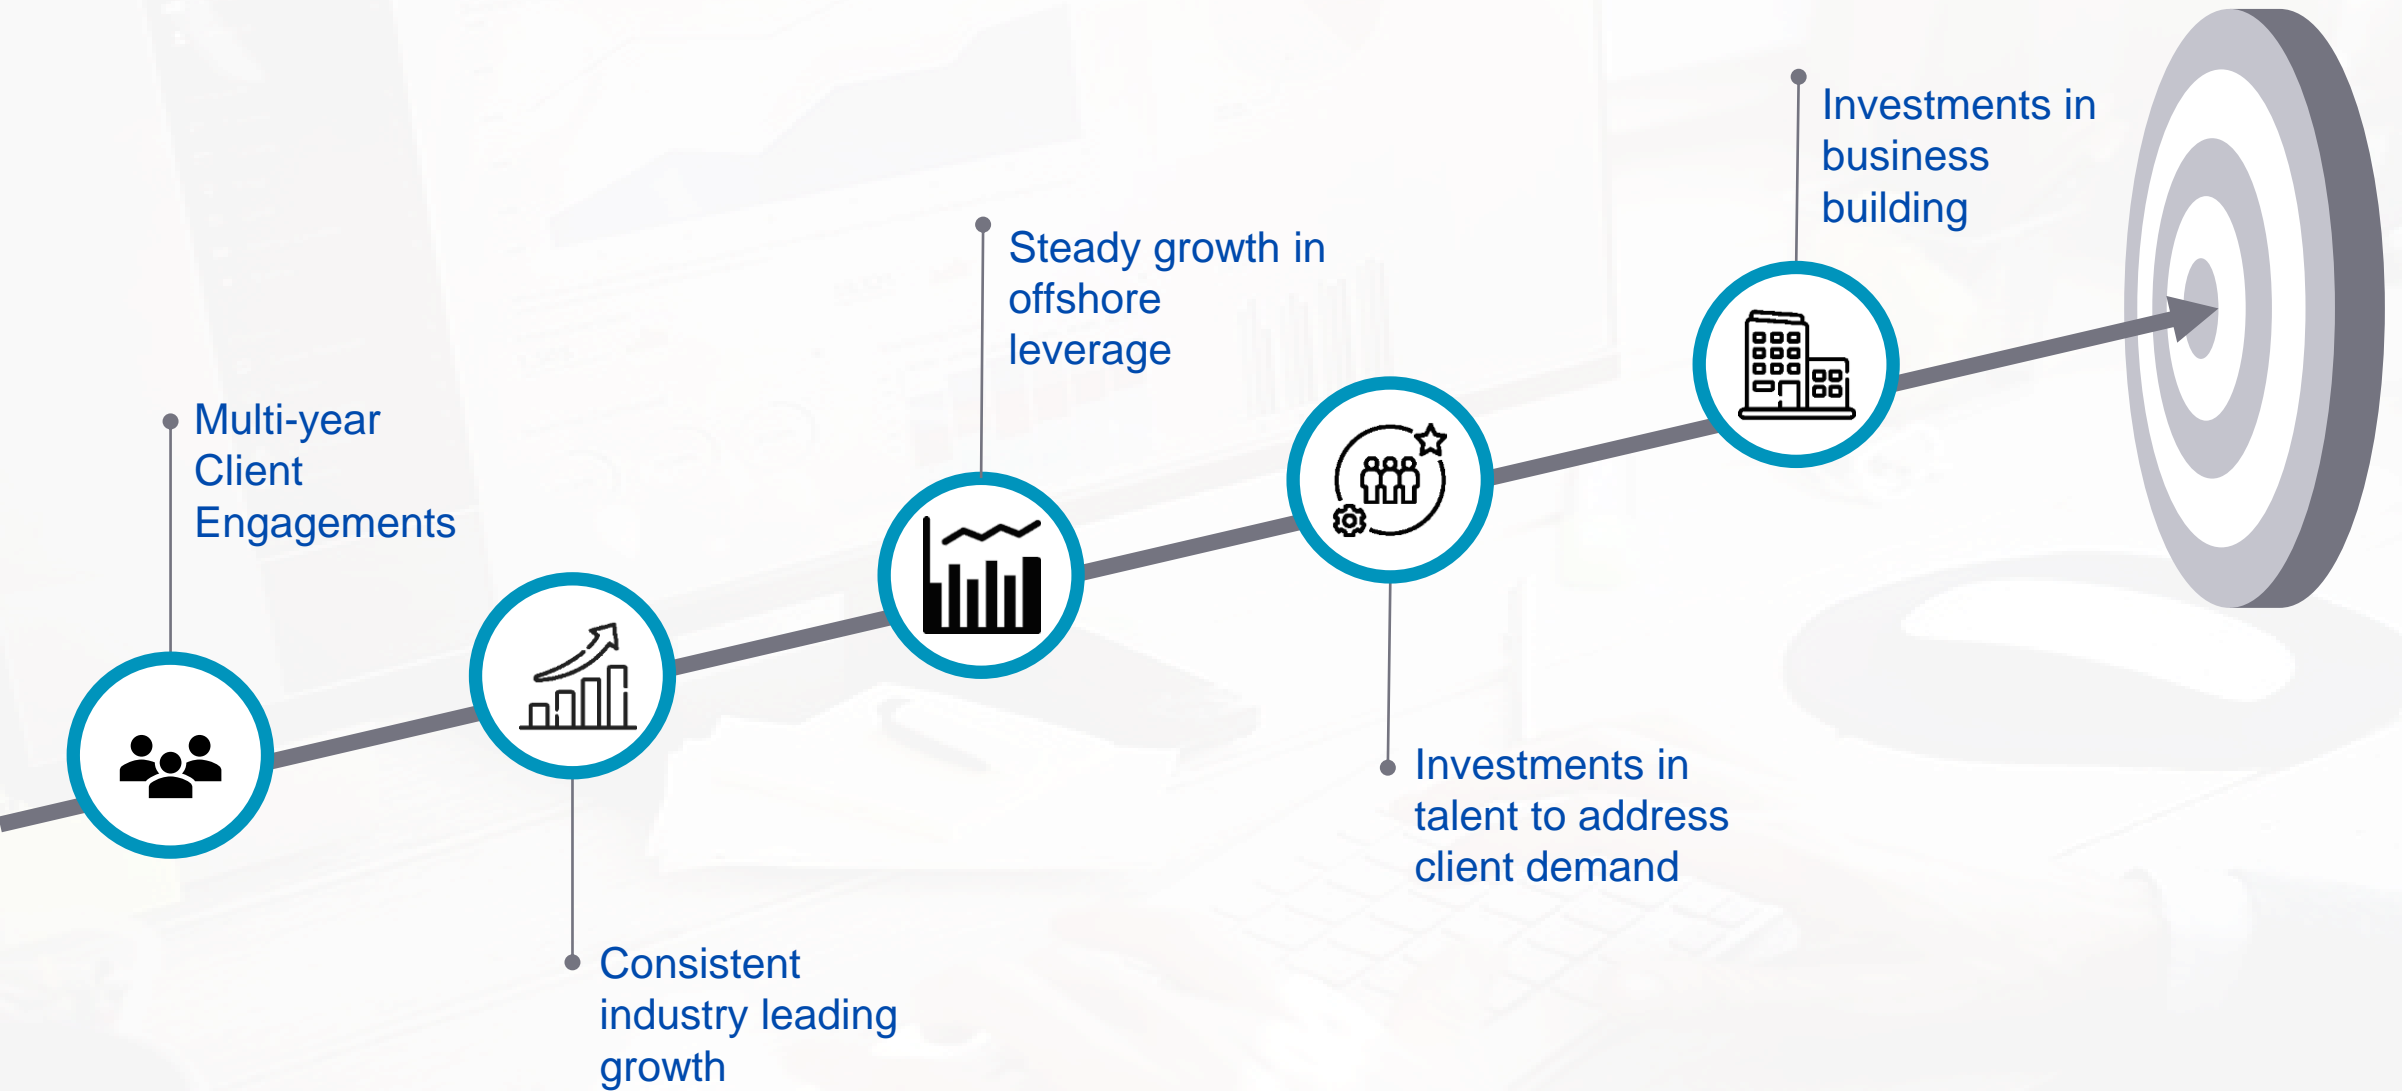 Multi-year
Client
Engagements
Consistent
industry leading
growth
Steady growth in
offshore
leverage
Investments in
talent to address
client demand
Investments in
business
building